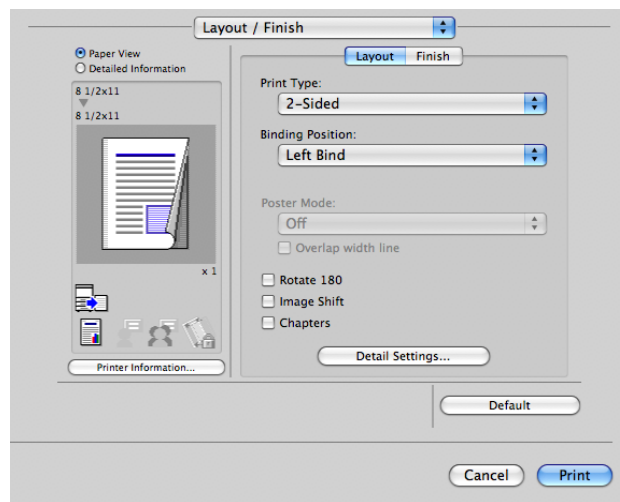 Layout / Finish
Paper View
Detailed Information
8 1/2x11
8 1/2x11
x 1
Printer Information...
Layout Finish
Print Type:
2-Sided
Binding Position:
Left Bind
Poster Mode:
Off
Overlap width line
Rotate 180
Image Shift
Chapters
Detail Settings...
Default
Cancel Print